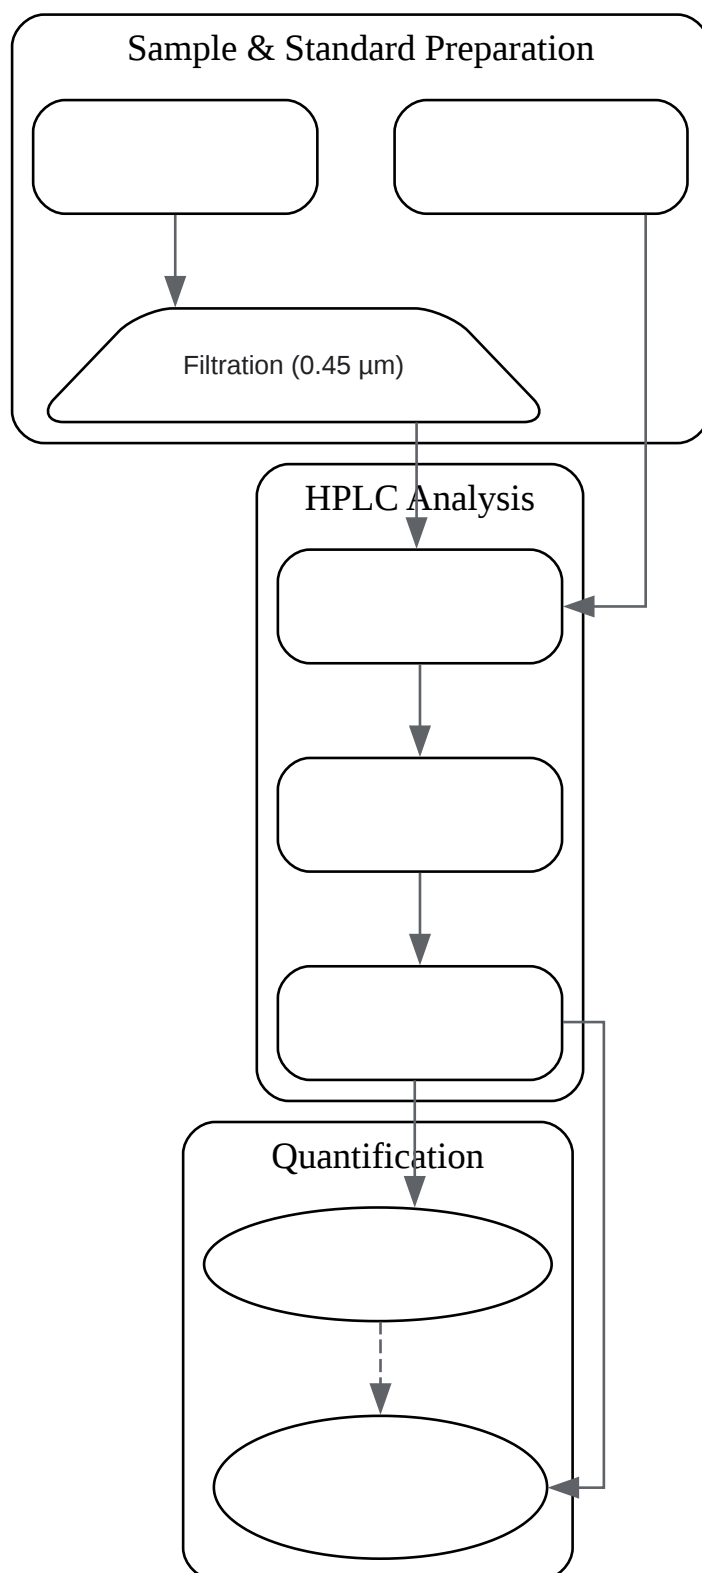 Sample & Standard Preparation
Filtration (0.45 µm)
HPLC Analysis
Quantification